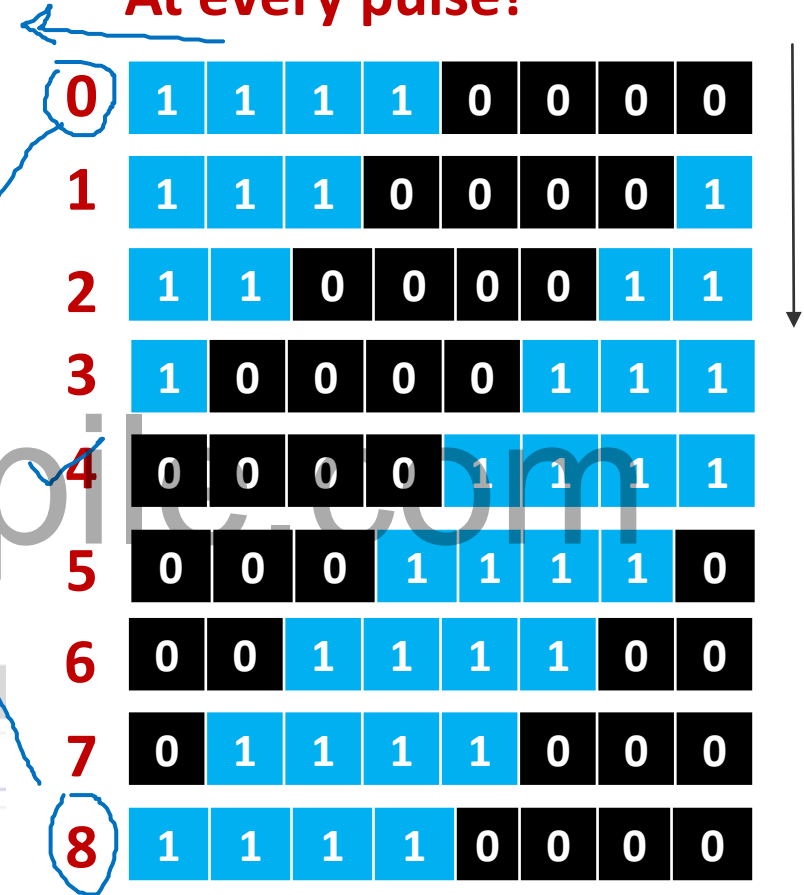 At every pulse?
0 1 1 1 1 0 0 0 0
1 1 1 1 0 0 0 0 1
2 1 1 0 0 0 0 1 1
3 1 0 0 0 0 1 1 1
4 0 0 0 0 1 1 1 1
pile.com
5 0 0 0 1 1 1 1 0
6 0 0 1 1 1 1 0 0
7 0 1 1 1 1 0 0 0
8 1 1 1 1 0 0 0 0